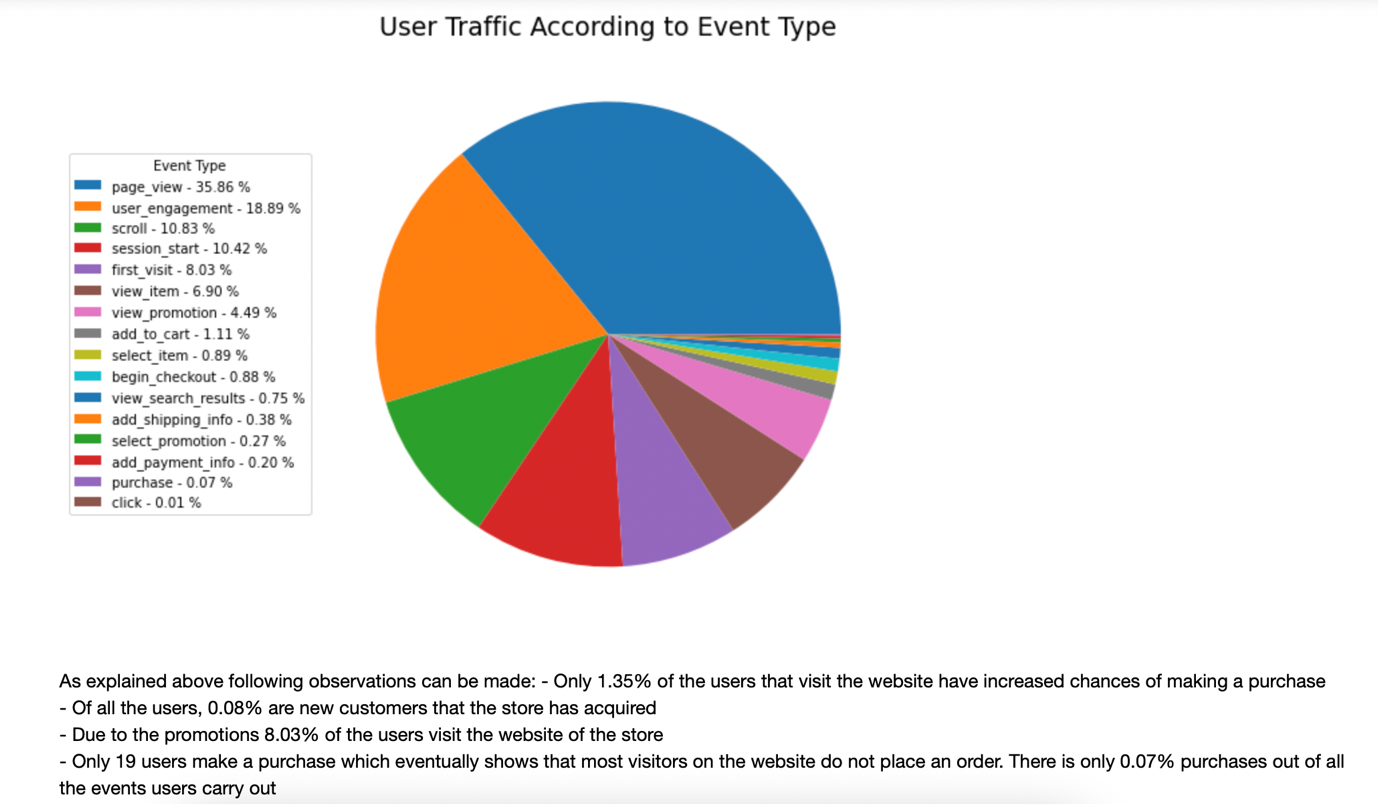 User Traffic According to Event Type
Event Type
page_view - 35.86 %
user_engagement - 18.89 %
scroll - 10.83 %
session_start - 10.42 %
first_visit - 8.03 %
view_item - 6.90 %
view_promotion - 4.49 %
add_to_cart - 1.11 %
select_item - 0.89 %
begin_checkout - 0.88 %
view_search_results - 0.75 %
add_shipping_info - 0.38 %
select_promotion - 0.27 %
add_payment_info - 0.20 %
purchase - 0.07 %
click - 0.01 %
As explained above following observations can be made: - Only 1.35% of the users that visit the website have increased chances of making a purchase
- Of all the users, 0.08% are new customers that the store has acquired
- Due to the promotions 8.03% of the users visit the website of the store
- Only 19 users make a purchase which eventually shows that most visitors on the website do not place an order. There is only 0.07% purchases out of all
the events users carry out